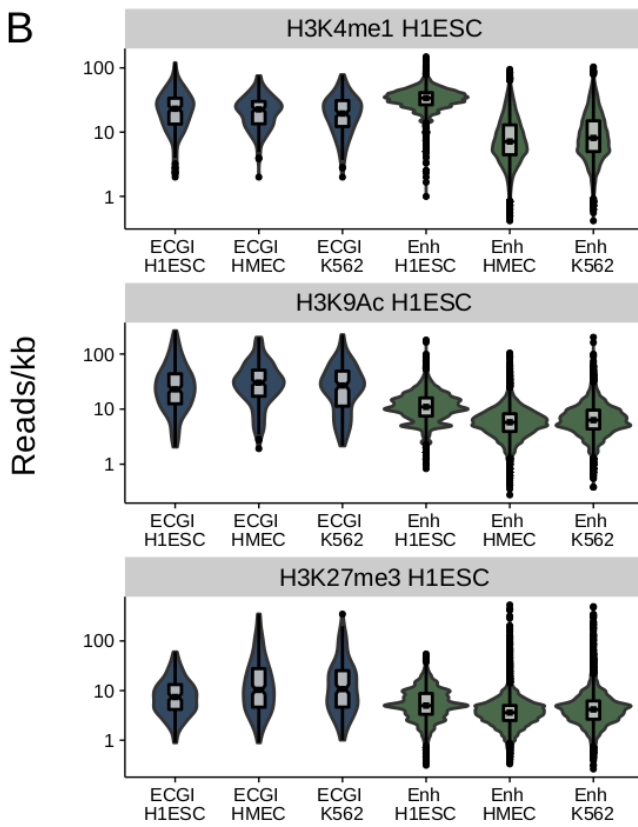 B
H3K4me1 H1ESC
100
10
1
ECGI ECGI ECGI Enh Enh Enh
H1ESC HMEC K562 H1ESC HMEC K562
H3K9Ac H1ESC
Reads/kb
100
10
1
ECGI ECGI ECGI Enh Enh Enh
H1ESC HMEC K562 H1ESC HMEC K562
H3K27me3 H1ESC
100
10
1
ECGI ECGI ECGI Enh Enh Enh
H1ESC HMEC K562 H1ESC HMEC K562